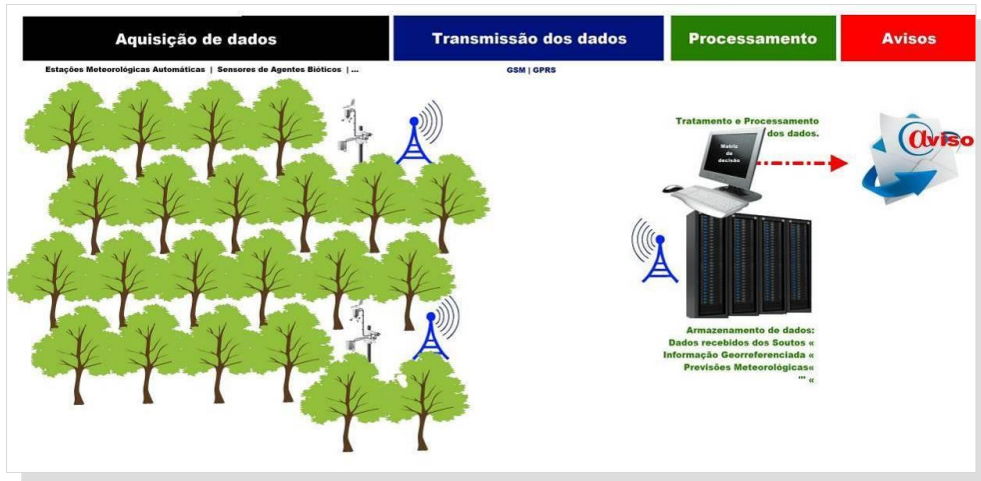 Aquisição de dados
Transmissão dos dados
Processamento
Avisos
Estações Meteorológicas Automáticas | Sensores de Agentes Bióticos | ...
GSM | GPRS
Tratamento e Processamento
dos dados.
Matriz
de
decisão
@viso
Armazenamento de dados:
Dados recebidos dos Soutos «
Informação Georreferenciada «
Previsões Meteorológicas«
... «